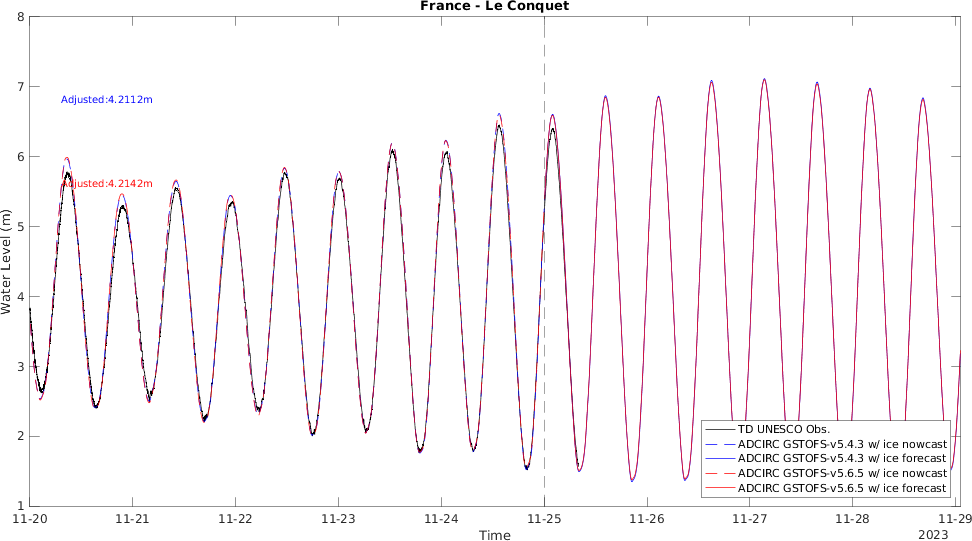 France - Le Conquet
8
7
6
5
4
3
2
1
Water Level (m)
Adjusted:4.2112m
Adjusted:4.2142m
TD UNESCO Obs.
ADCIRC GSTOFS-v5.4.3 w/ ice nowcast
ADCIRC GSTOFS-v5.4.3 w/ ice forecast
ADCIRC GSTOFS-v5.6.5 w/ ice nowcast
ADCIRC GSTOFS-v5.6.5 w/ ice forecast
11-20 11-21 11-22 11-23 11-24 11-25 11-26 11-27 11-28 11-29
Time
2023